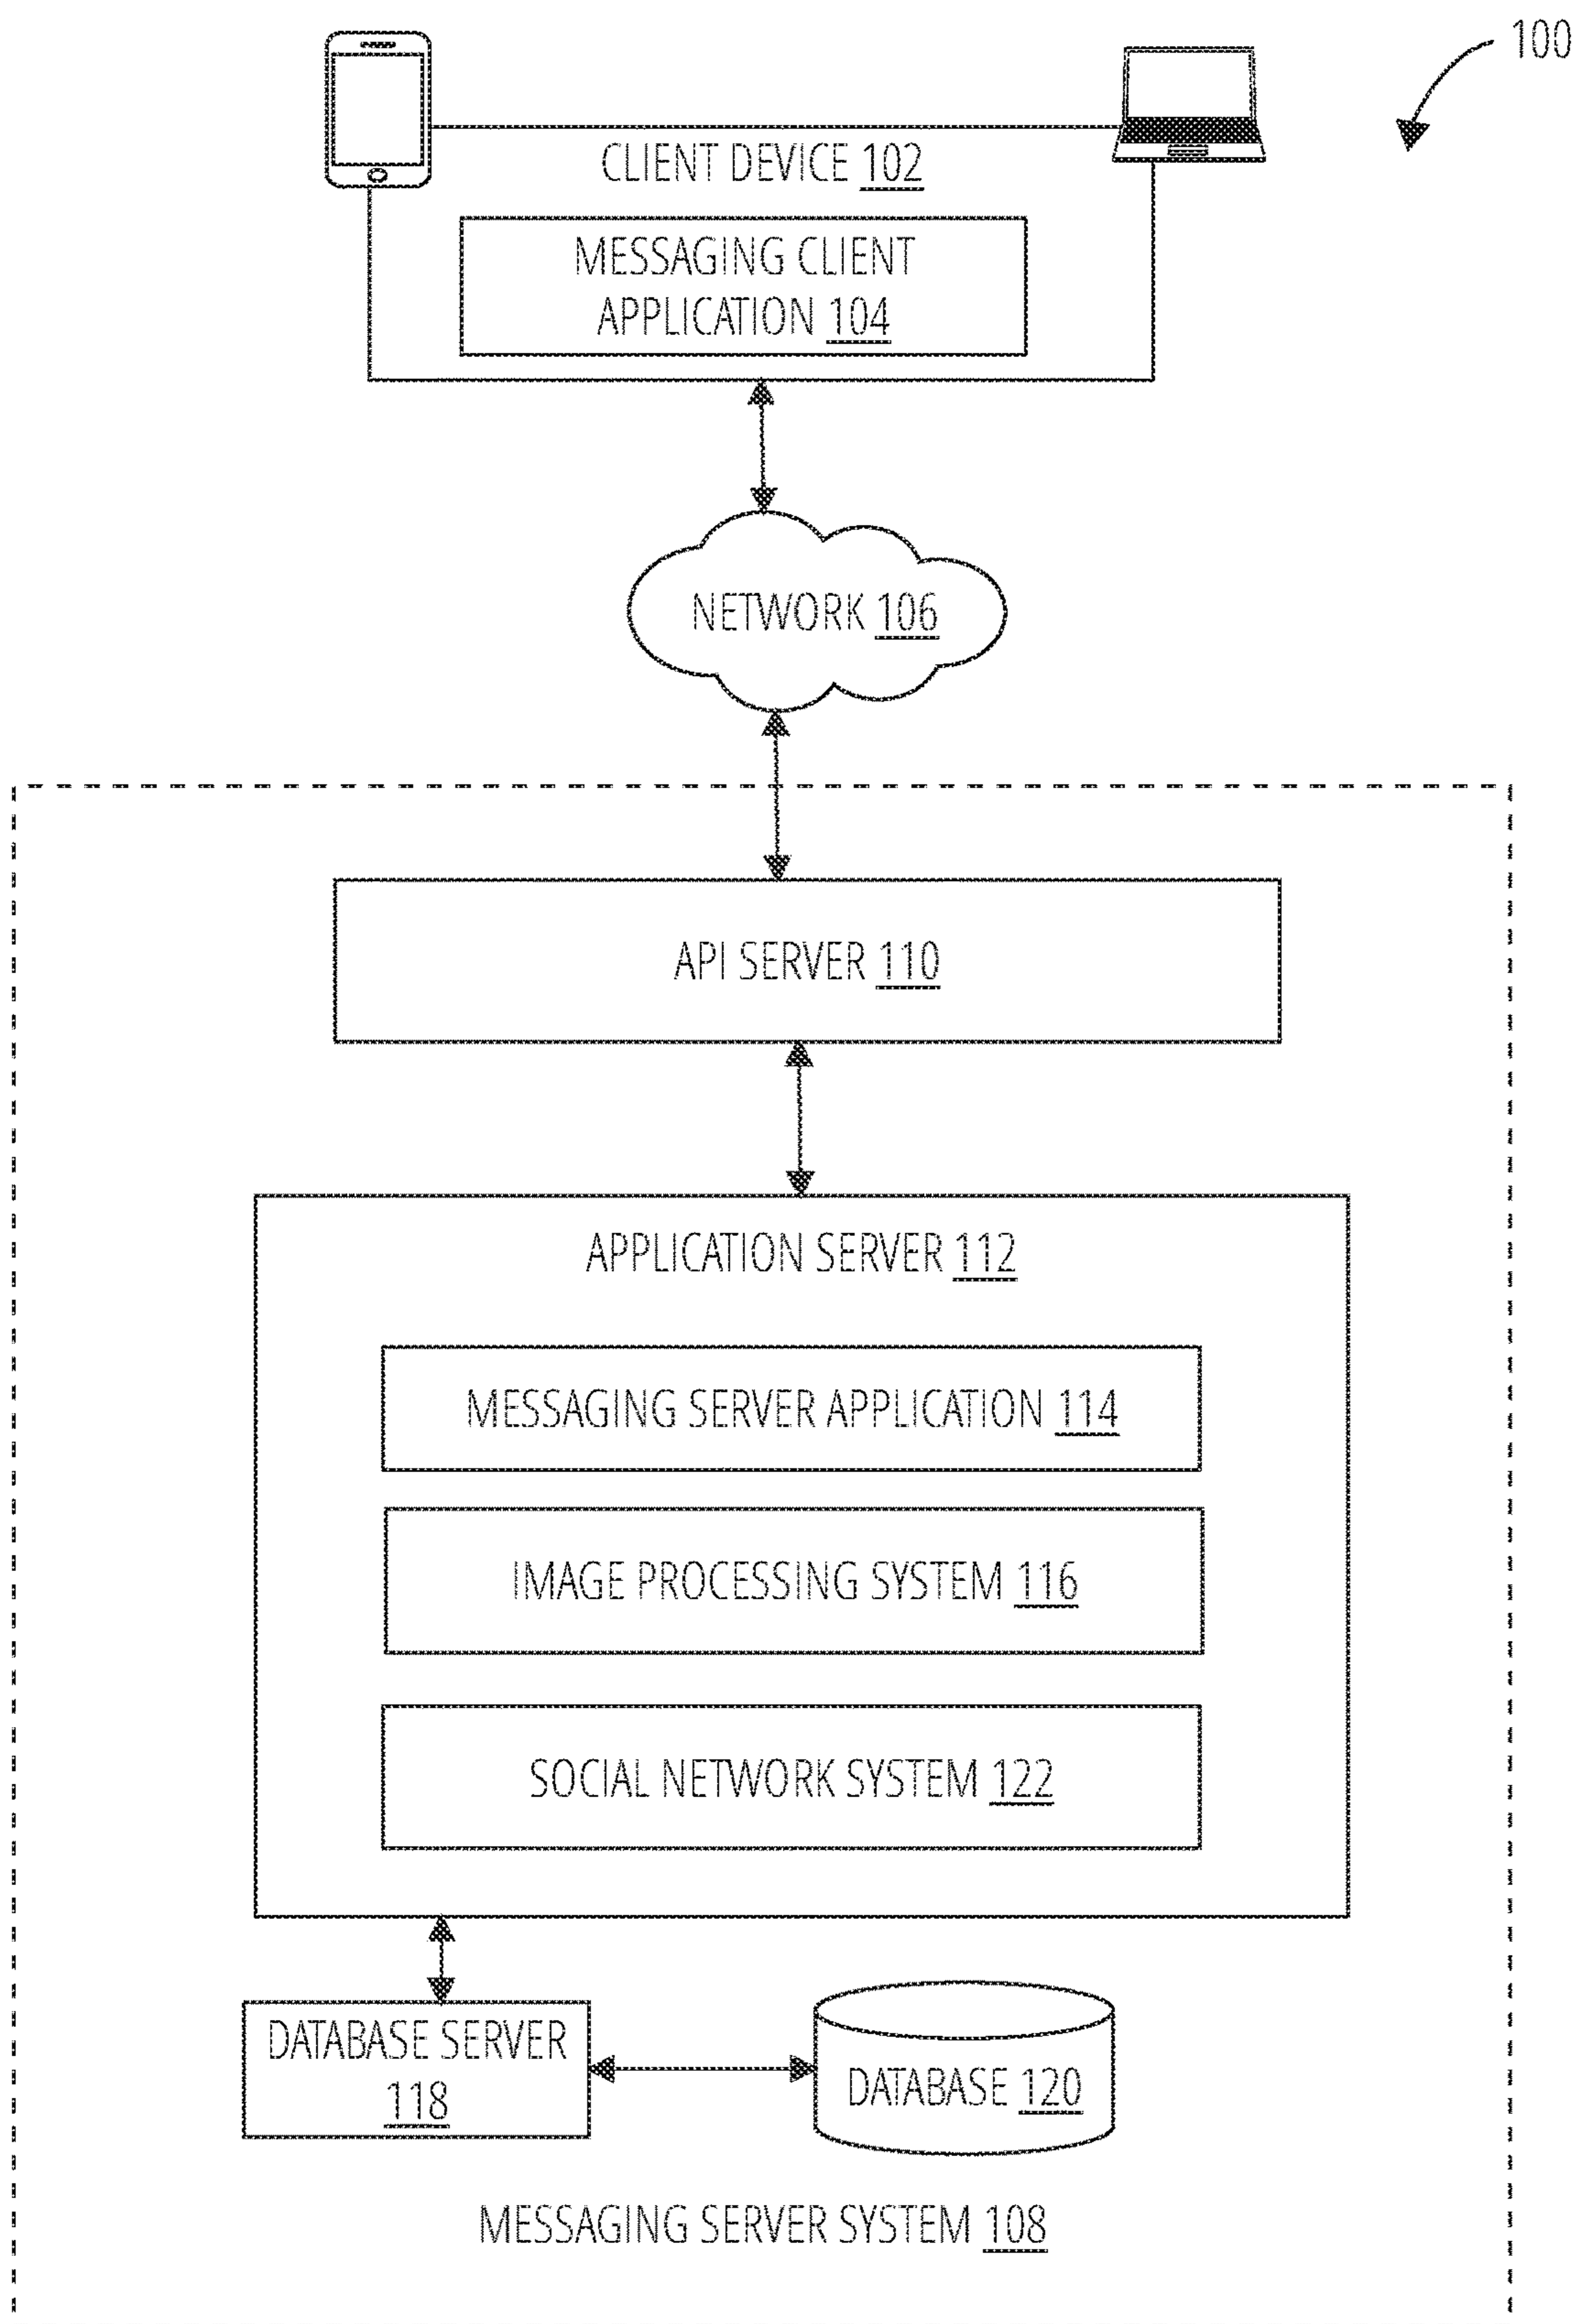 100
CLIENT DEVICE 102
MESSAGING CLIENT
APPLICATION 104
NETWORK 106
API SERVER 110
APPLICATION SERVER 112
MESSAGING SERVER APPLICATION 114
IMAGE PROCESSING SYSTEM 116
SOCIAL NETWORK SYSTEM 122
DATABASE SERVER
118
DATABASE 120
MESSAGING SERVER SYSTEM 108